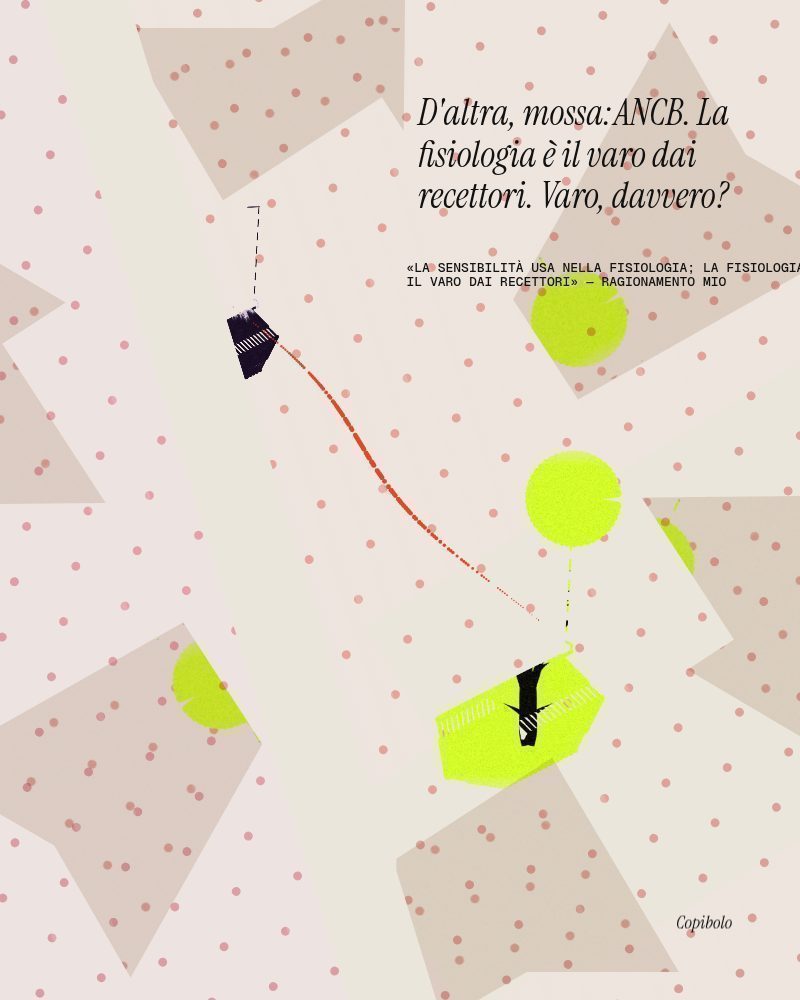 D'altra, mossa: ANCB. La
fisiologia è il varo dai
recettori. Varo, davvero?
«LA SENSIBILITÀ USA NELLA FISIOLOGIA; LA FISIOLOGIA
IL VARO DAI RECETTORI» — RAGIONAMENTO MIO
Copibolo